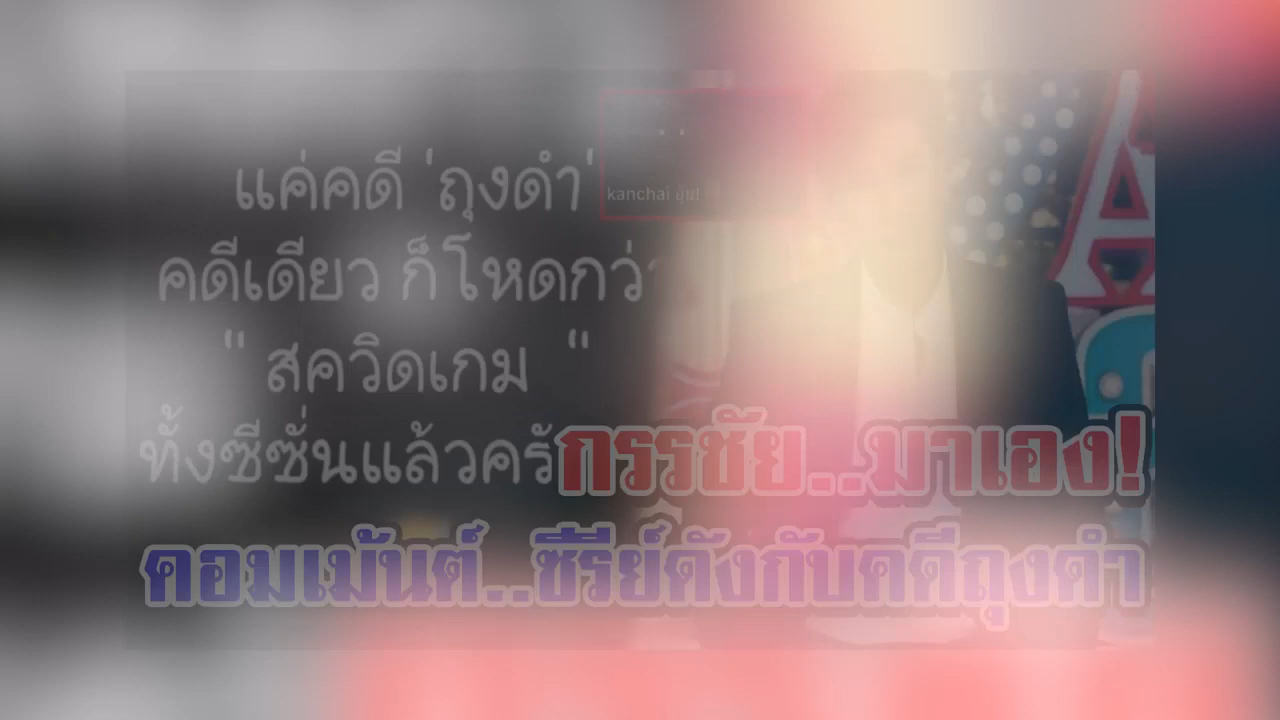 แค่คดี 'ถุงดำ'
kanchai อุ้ย!
คดีเดียว ก็โหดกว่า
" สควิดเกม "
ทั้งซีซั่นแล้วครั
กรรชัย..มาเอง!
คอมเม้นต์..ซีรีย์ดังกับคดีถุงดำ